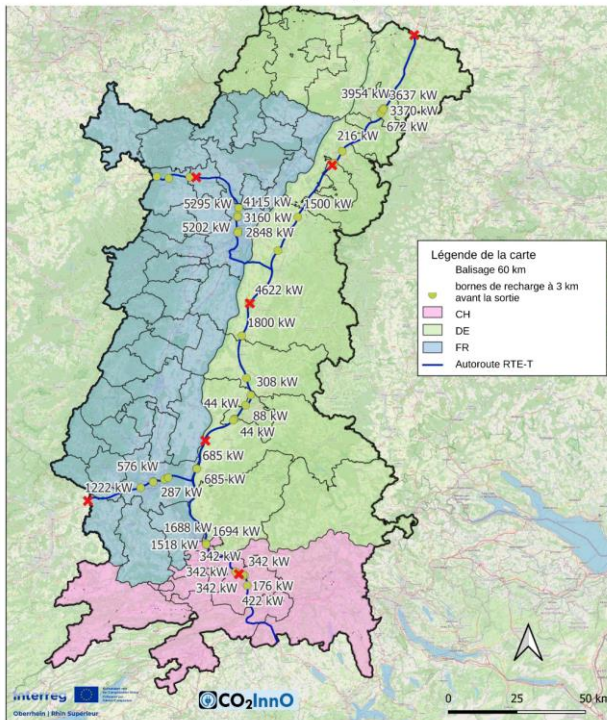 3954 kW
3637 kW
3370 kW
672 kW
216 kW
5295 kW
4115 kW
1500 kW
3160 kW
5202 kW
2848 kW
4622 kW
1800 kW
308 kW
44 kW
88 kW
44 kW
685 kW
576 kW
685 kW
1222 kW
287 kW
1688 kW
1694 kW
1518 kW
342 kW
342 kW
342 kW
342 kW
176 kW
422 kW
Légende de la carte
Balisage 60 km
bornes de recharge à 3 km
avant la sortie
CH
DE
FR
Autoroute RTE-T
Interreg
Oberrhein | Rhin Supérieur
CO2InnO
0 25 50 km